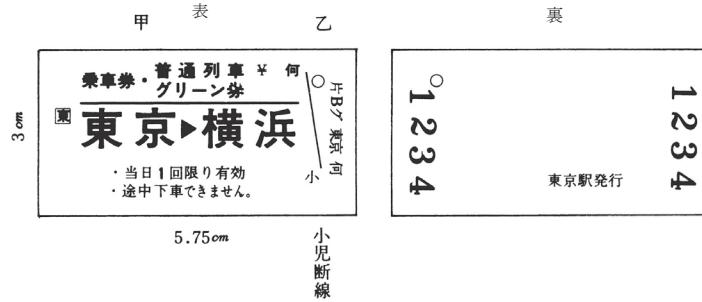 表
甲
乙
乗車券・普通列車グリーン券 ¥ 何
東 東京▶横浜
・当日1回限り有効
・途中下車できません。
小
片Bグ 東京 何
3cm
5.75cm
小児断線
裏
1234
1234
東京駅発行